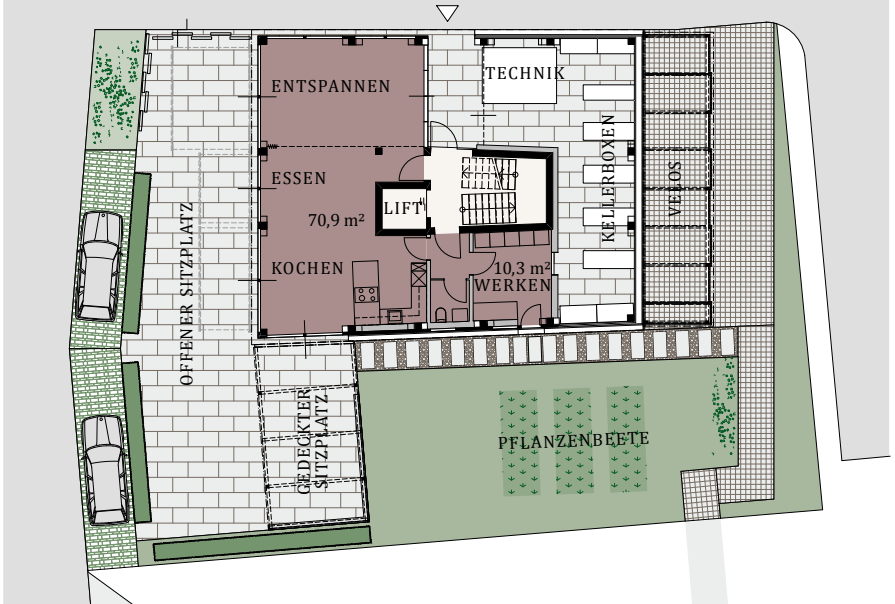 ENTSPANNEN
TECHNIK
ESSEN
70,9 m²
LIFT
KELLERBOXEN
VELOS
OFFENER SITZPLATZ
KOCHEN
10,3 m²
WERKEN
GEDECKTER
SITZPLATZ
PFLANZENBEETE